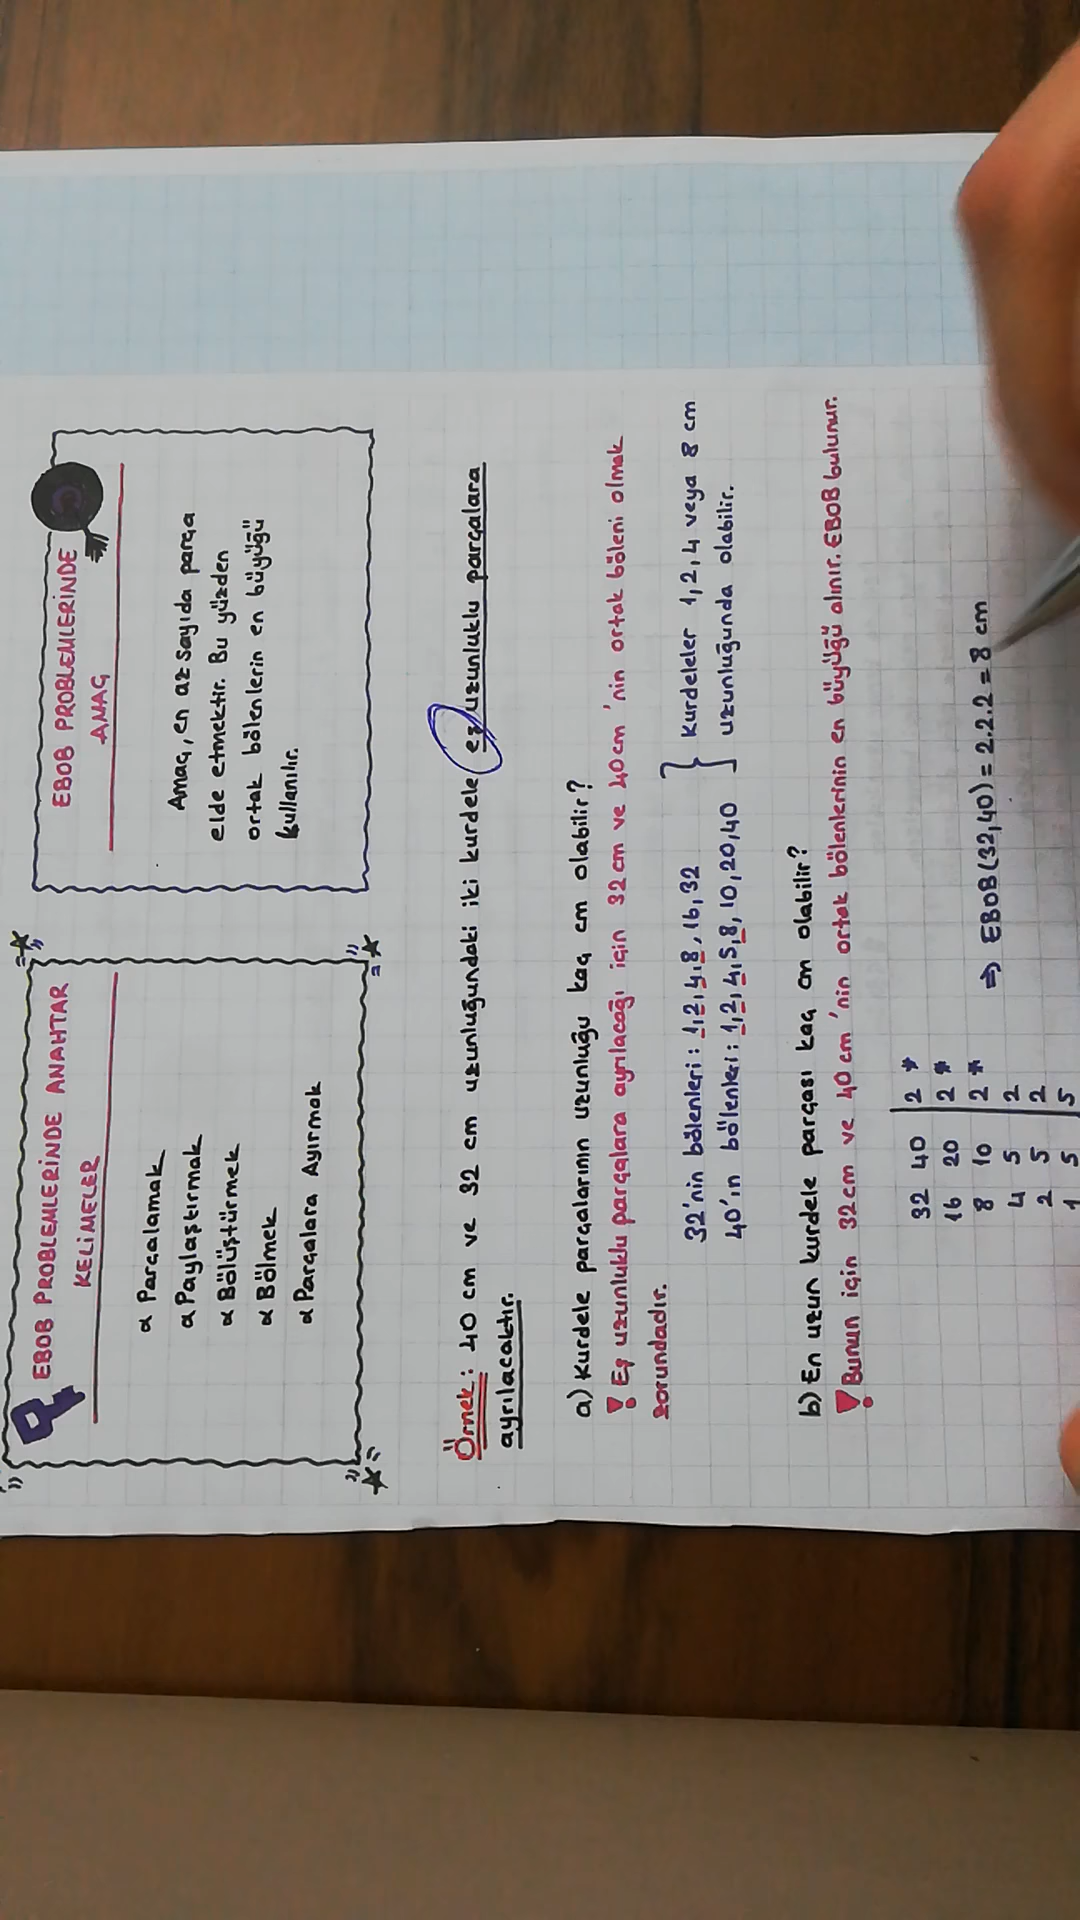 EBOB PROBLEMLERİNDE ANAHTAR
KELİMELER
α Parçalamak
α Paylaştırmak
α Bölüştürmek
α Bölmek
α Parçalara Ayırmak
EBOB PROBLEMLERİNDE
AMAÇ
Amaç, en az sayıda parça
elde etmektir. Bu yüzden
ortak bölenlerin en büyüğü
kullanılır.
Örnek: 40 cm ve 32 cm uzunluğundaki iki kurdele eş uzunluklu parçalara
ayrılacaktır.
a) Kurdele parçalarının uzunluğu kaç cm olabilir?
Eş uzunluklu parçalara ayrılacağı için 32 cm ve 40 cm 'nin ortak böleni olmak
zorundadır.
32'nin bölenleri: 1,2,4,8,16,32
40'ın bölenleri: 1,2,4,5,8,10,20,40
} Kurdeleler 1,2,4 veya 8 cm
uzunluğunda olabilir.
b) En uzun kurdele parçası kaç cm olabilir?
Bunun için 32 cm ve 40 cm 'nin ortak bölenlerinin en büyüğü alınır. EBOB bulunur.
32 40 | 2 *
16 20 | 2 *
8 10 | 2 *
4 5 | 2
2 5 | 2
1 5 | 5
⇒ EBOB(32,40) = 2.2.2 = 8 cm